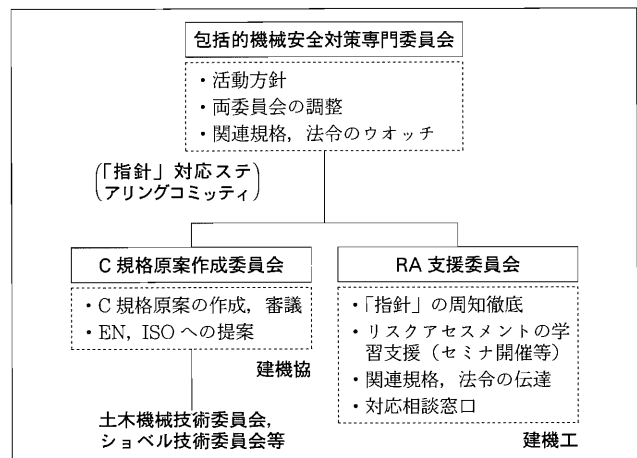 包括的機械安全対策専門委員会
・活動方針
・両委員会の調整
・関連規格，法令のウオッチ
(「指針」対応ステ
アリングコミッティ)
C規格原案作成委員会
・C規格原案の作成，審議
・EN，ISOへの提案
建機協
土木機械技術委員会，
ショベル技術委員会等
RA支援委員会
・「指針」の周知徹底
・リスクアセスメントの学
習支援（セミナ開催等）
・関連規格，法令の伝達
・対応相談窓口
建機工